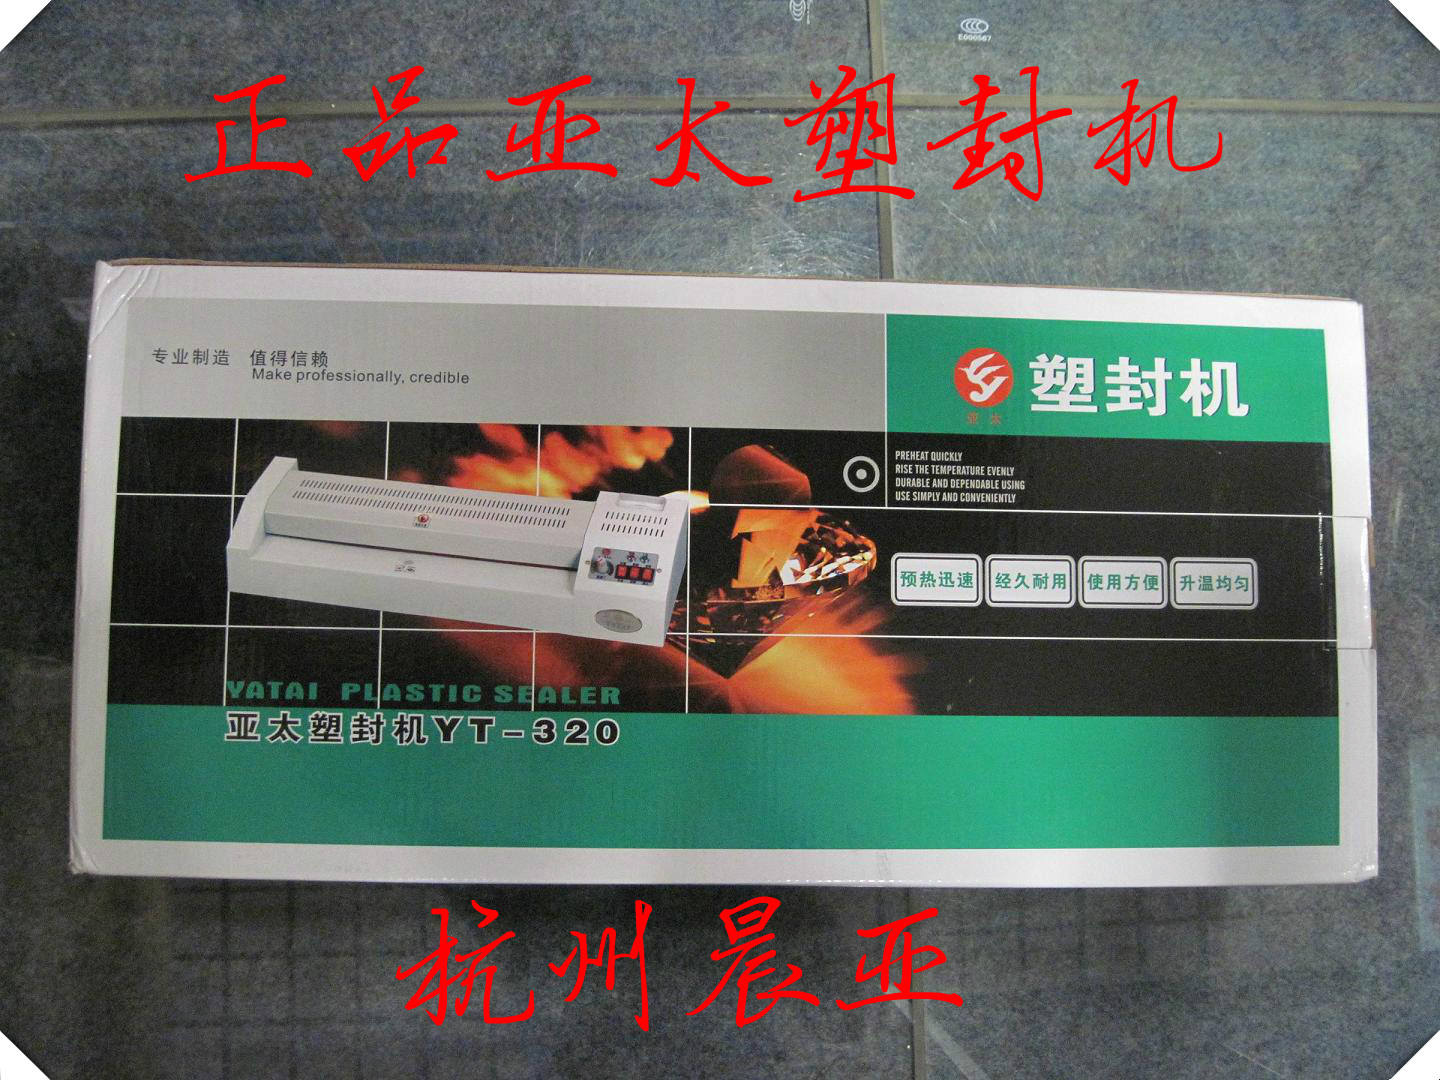 E000567
正品亚太塑封机
专业制造 值得信赖
Make professionally, credible
塑封机
亚太
PREHEAT QUICKLY
RISE THE TEMPERATURE EVENLY
DURABLE AND DEPENDABLE USING
USE SIMPLY AND CONVENIENTLY
预热迅速 经久耐用 使用方便 升温均匀
YATAI PLASTIC SEALER
亚太塑封机YT-320
杭州晨亚